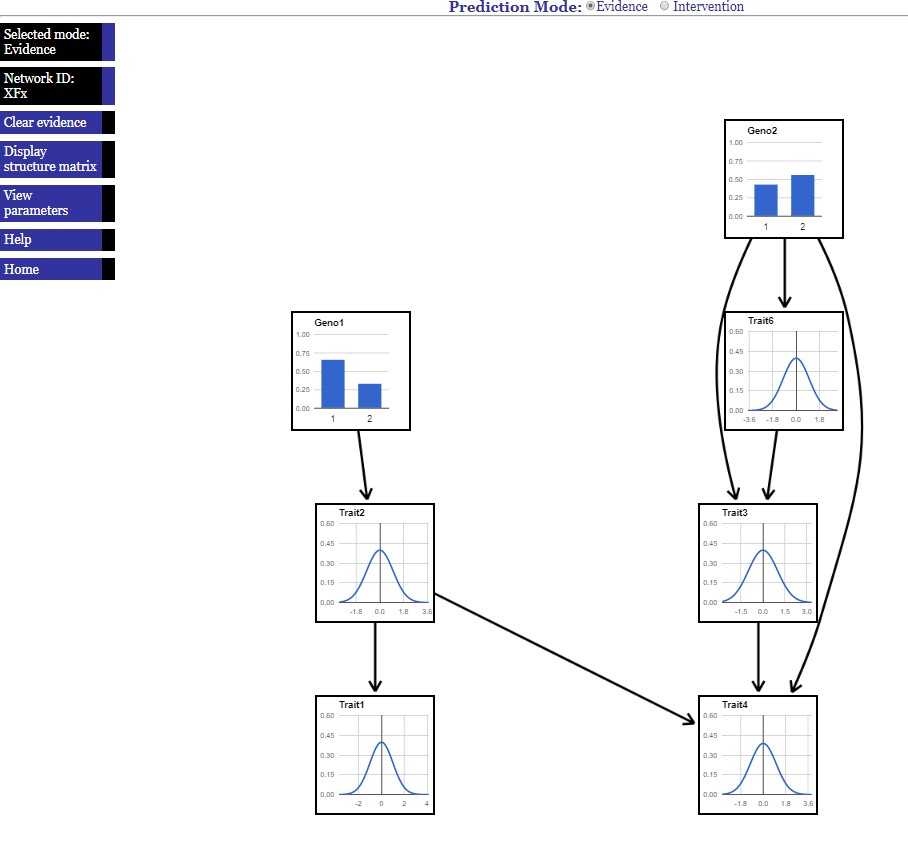 Prediction Mode: Evidence Intervention
Selected mode:
Evidence
Network ID:
XFx
Clear evidence
Display
structure matrix
View
parameters
Help
Home
Geno2
1.00
0.75
0.50
0.25
0.00
1 2
Trait6
0.60
0.45
0.30
0.15
0.00
-3.6 -1.8 0.0 1.8
Geno1
1.00
0.75
0.50
0.25
0.00
1 2
Trait2
0.60
0.45
0.30
0.15
0.00
-1.8 0.0 1.8 3.6
Trait3
0.60
0.45
0.30
0.15
0.00
-1.5 0.0 1.5 3.0
Trait1
0.60
0.45
0.30
0.15
0.00
-2 0 2 4
Trait4
0.60
0.45
0.30
0.15
0.00
-1.8 0.0 1.8 3.6